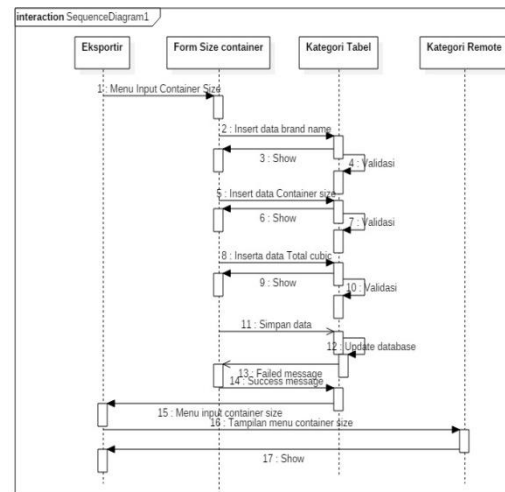 interaction SequenceDiagram1
Eksportir
Form Size container
Kategori Tabel
Kategori Remote
1 : Menu Input Container Size
2 : Insert data brand name
3 : Show
4 : Validasi
5 : Insert data Container size
6 : Show
7 : Validasi
8 : Inserta data Total cubic
9 : Show
10 : Validasi
11 : Simpan data
12 : Update database
13 : Failed message
14 : Success message
15 : Menu input container size
16 : Tampilan menu container size
17 : Show